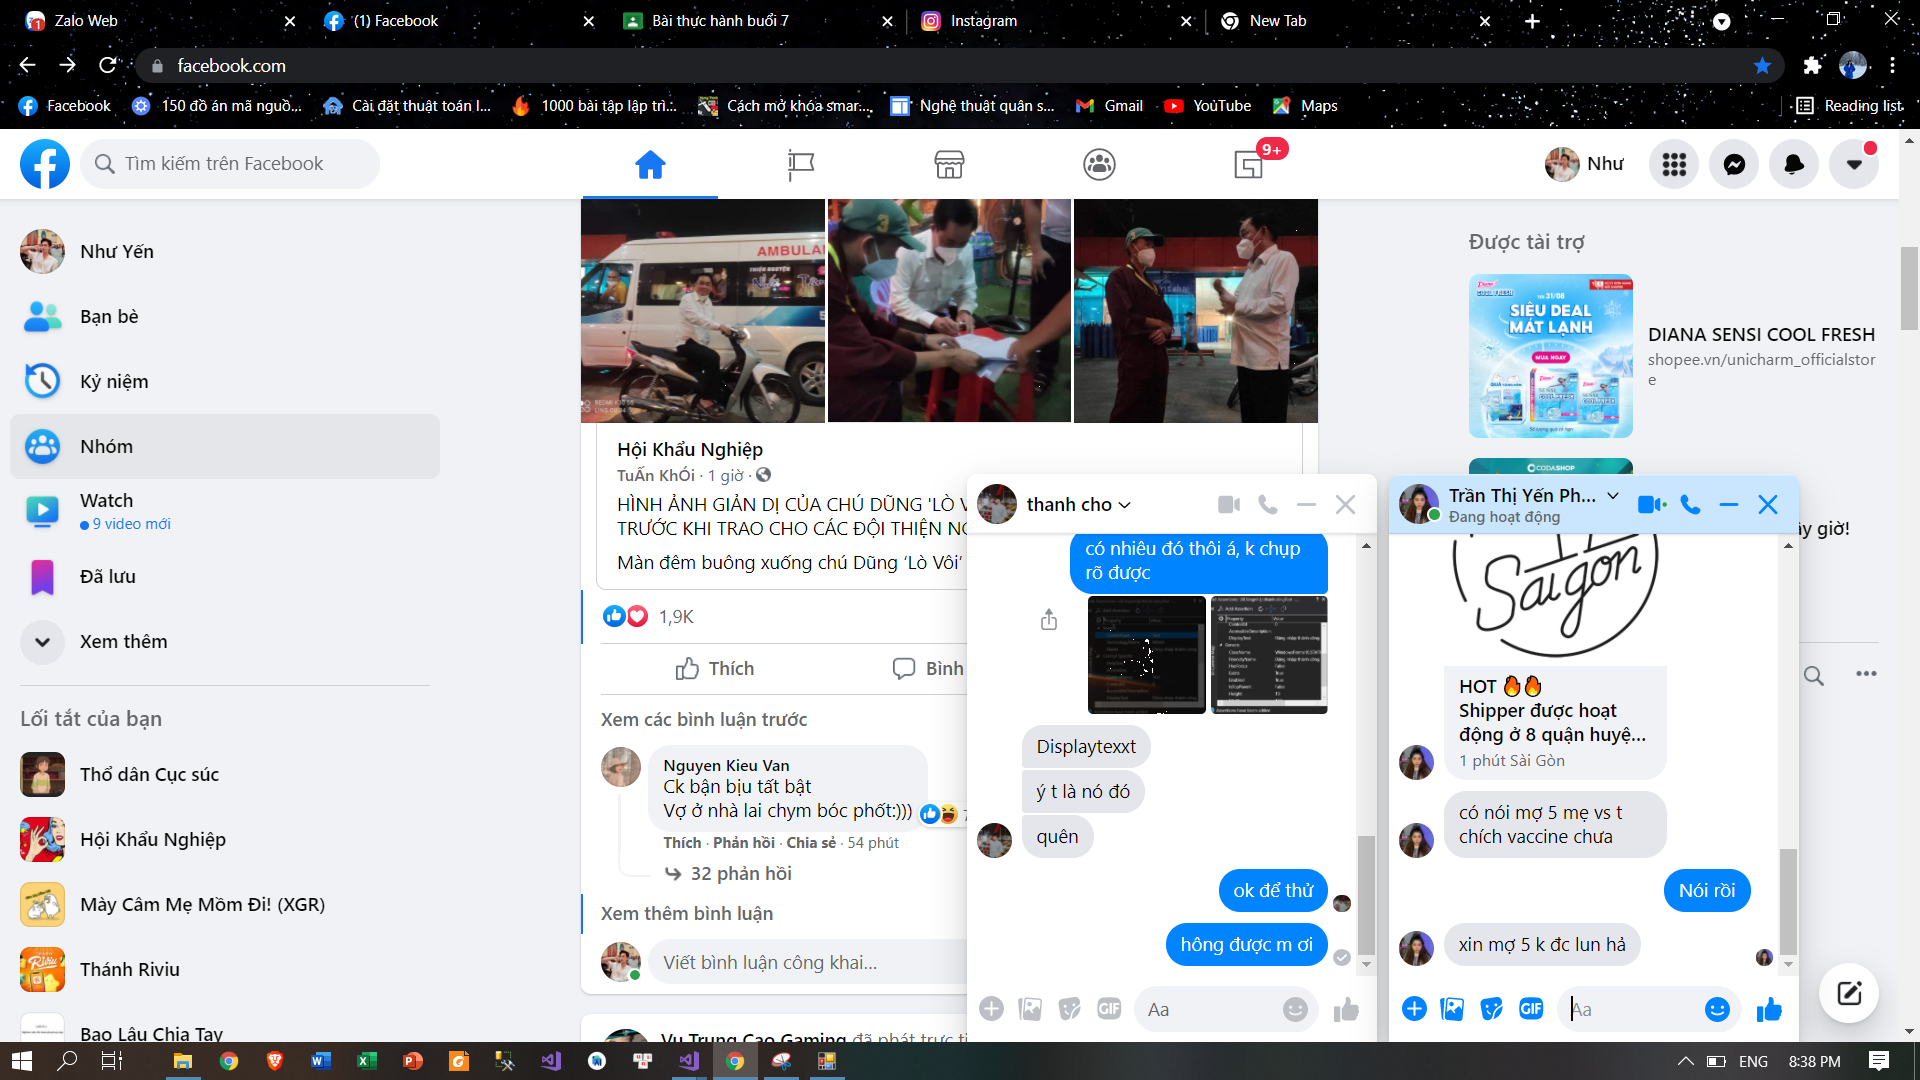 Zalo Web
(1) Facebook
Bài thực hành buổi 7
Instagram
New Tab
facebook.com
Facebook
150 đồ án mã nguồ...
Cài đặt thuật toán l...
1000 bài tập lập trì...
Cách mở khóa smar...
Nghệ thuật quân s...
Gmail
YouTube
Maps
Reading list
Tìm kiếm trên Facebook
9+
Như
Như Yến
Bạn bè
Kỷ niệm
Nhóm
Watch
9 video mới
Đã lưu
Xem thêm
Lối tắt của bạn
Thổ dân Cục súc
Hội Khẩu Nghiệp
Mày Câm Mẹ Mồm Đi! (XGR)
Thánh Riviu
Bao Lâu Chia Tay
AMBULAN
Hội Khẩu Nghiệp
TuẤn KhÓi · 1 giờ ·
HÌNH ẢNH GIẢN DỊ CỦA CHÚ DŨNG 'LÒ V
TRƯỚC KHI TRAO CHO CÁC ĐỘI THIỆN NG
Màn đêm buông xuống chú Dũng 'Lò Vôi'
1,9K
Thích
Bình
Xem các bình luận trước
Nguyen Kieu Van
Ck bận bịu tất bật
Vợ ở nhà lai chym bóc phốt:)))
7
Thích · Phản hồi · Chia sẻ · 54 phút
32 phản hồi
Xem thêm bình luận
Viết bình luận công khai...
Vu Trung Cao Gaming đã phát trực ti
Được tài trợ
SIÊU DEAL
MÁT LẠNH
MUA NGAY
DIANA SENSI COOL FRESH
shopee.vn/unicharm_officialstor
e
CODASHOP
ây giờ!
thanh cho
có nhiêu đó thôi á, k chụp
rõ được
Displaytexxt
ý t là nó đó
quên
ok để thử
hông được m ơi
Aa
Trần Thị Yến Ph...
Đang hoạt động
Saigon
HOT 🔥🔥
Shipper được hoạt
động ở 8 quận huyệ...
1 phút Sài Gòn
có nói mợ 5 mẹ vs t
chích vaccine chưa
Nói rồi
xin mợ 5 k đc lun hả
Aa
ENG
8:38 PM